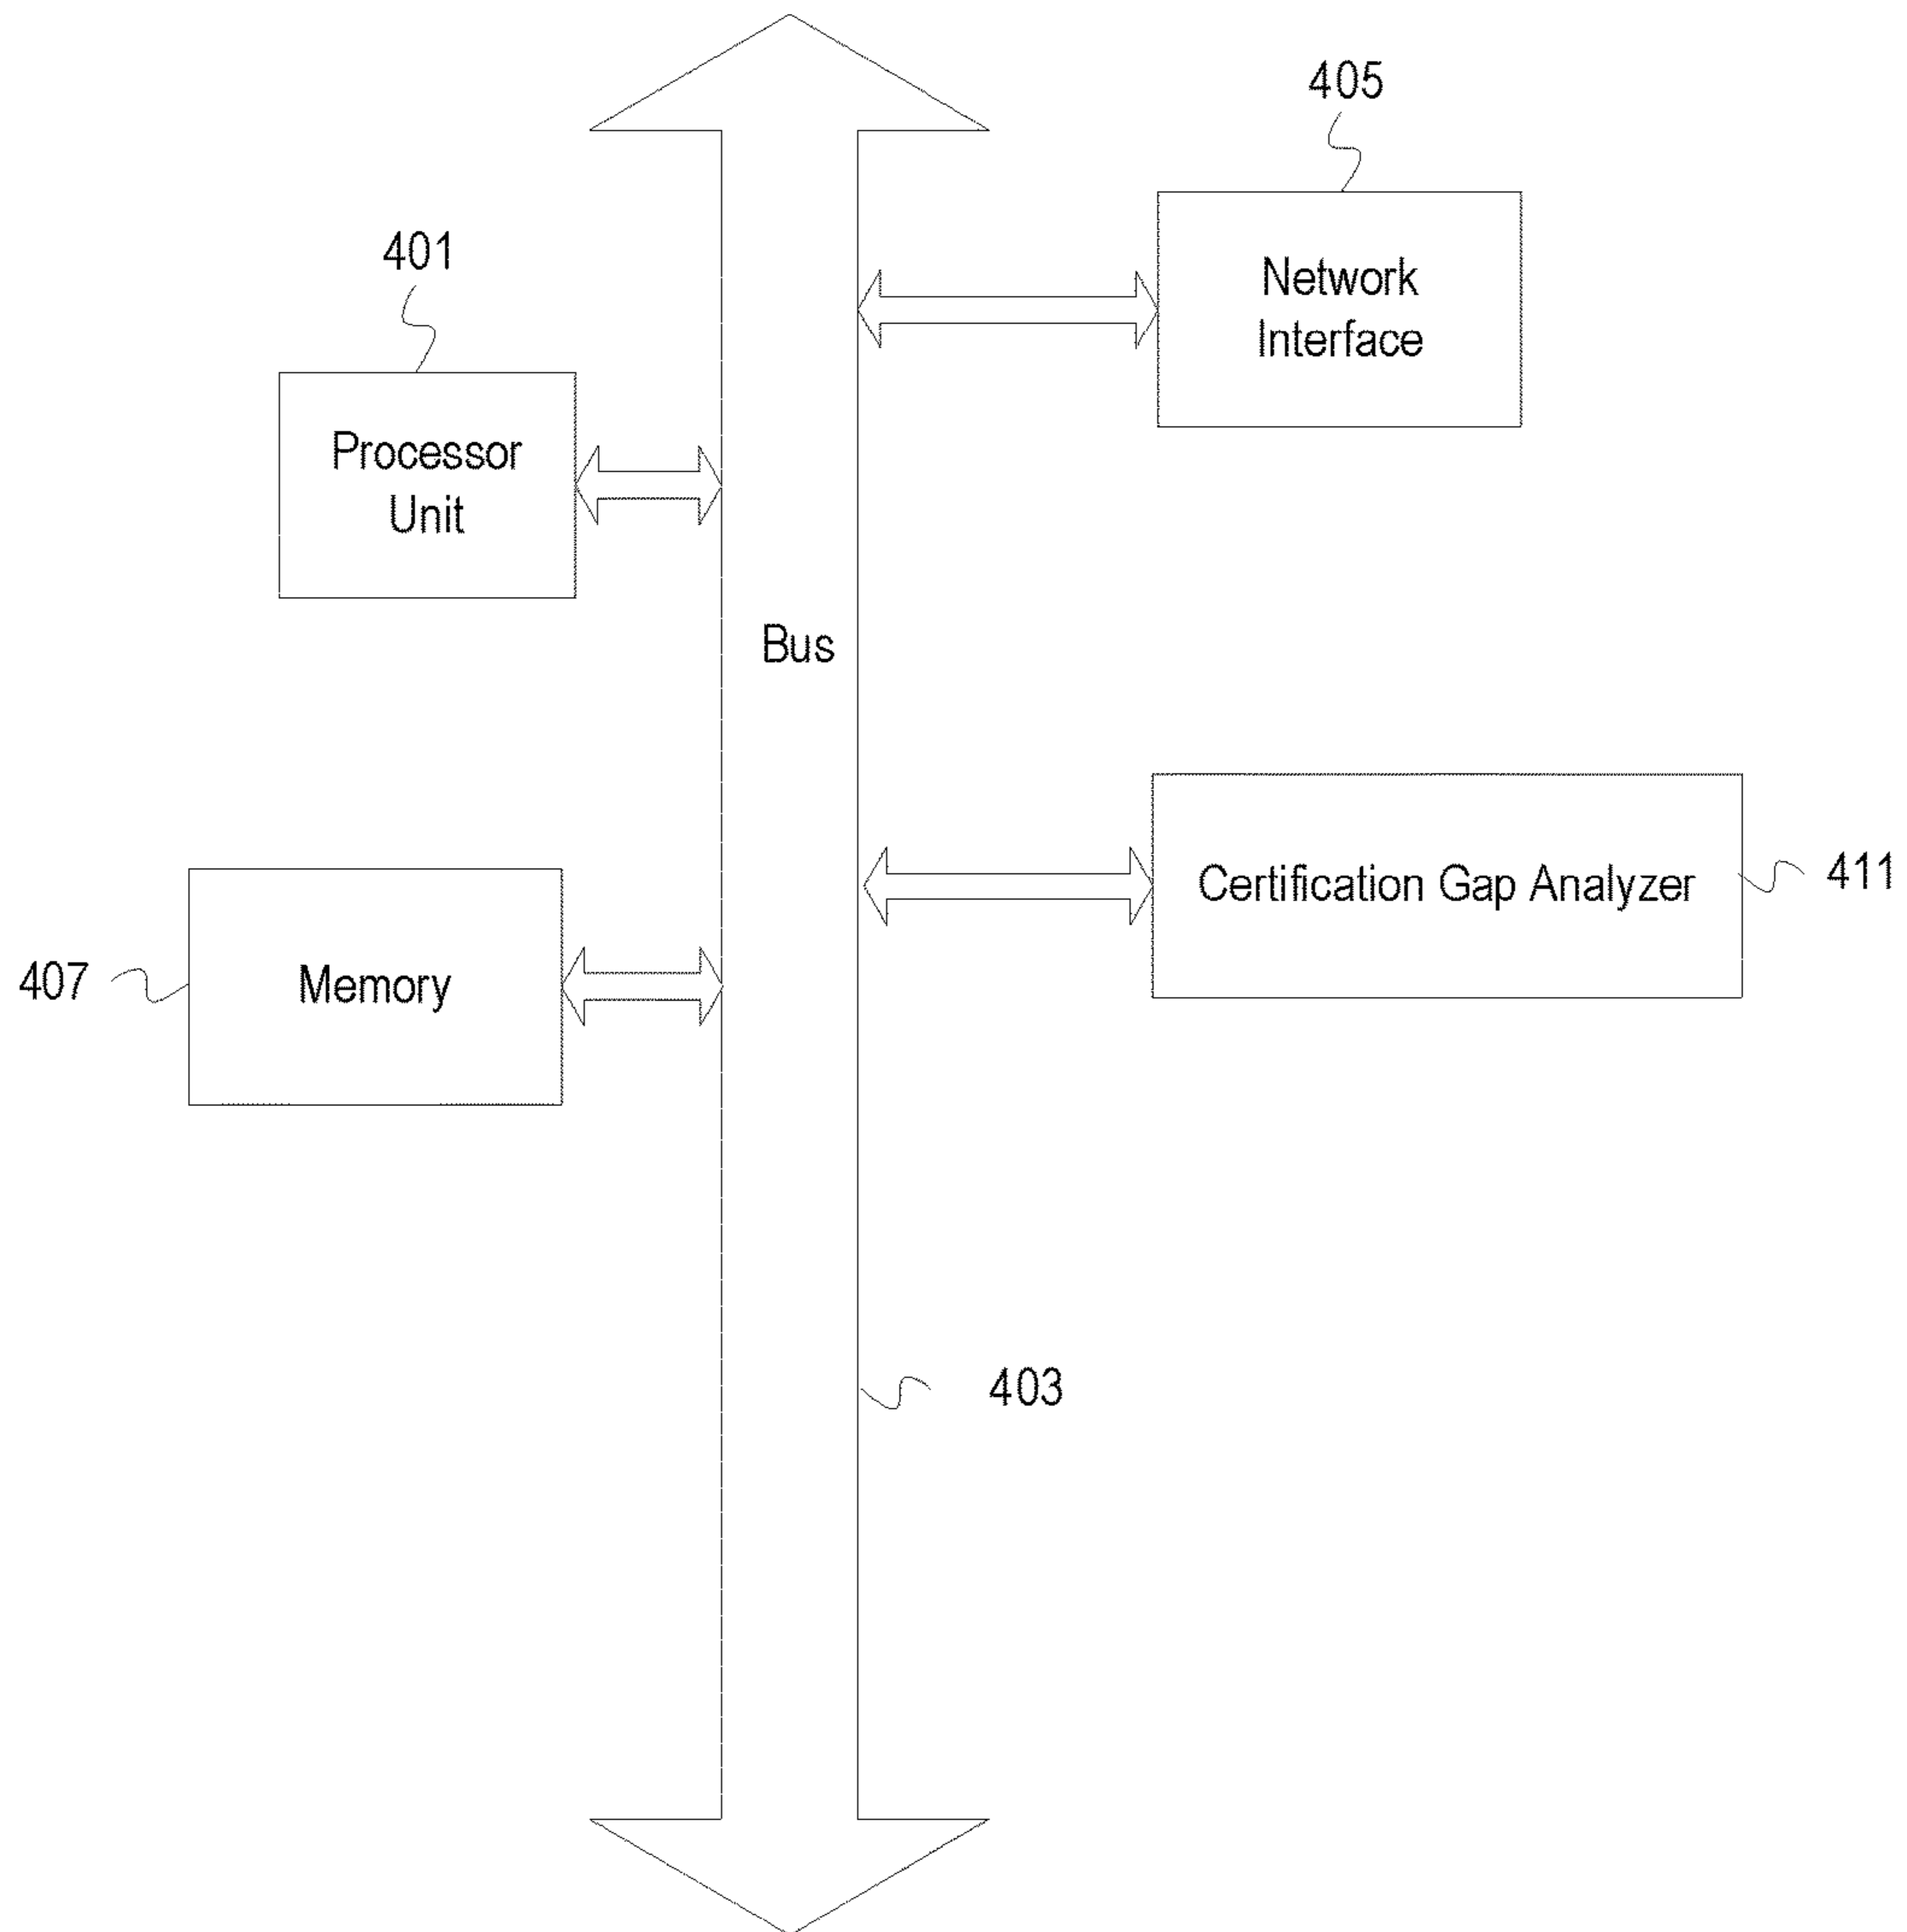 405
Network
Interface
401
Processor
Unit
Bus
Certification Gap Analyzer
411
407
Memory
403